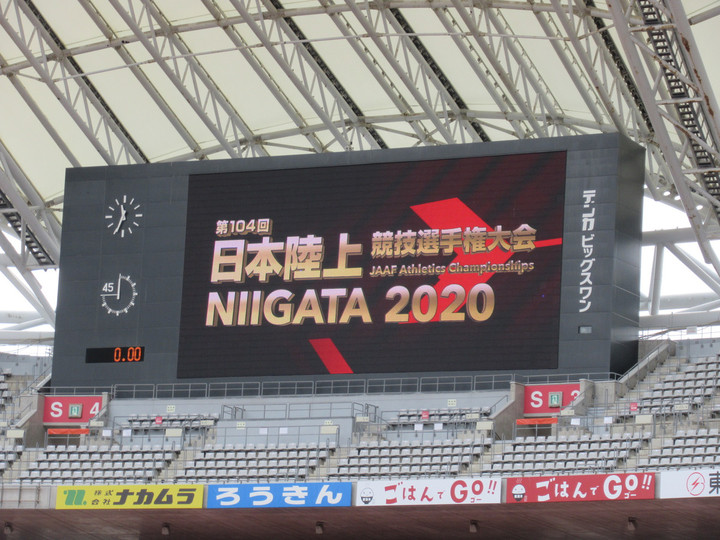 第104回
日本陸上 競技選手権大会
JAAF Athletics Championships
NIIGATA 2020
デンカ ビッグスワン
45
0.00
S 4
S 3
株式会社 ナカムラ
ろうきん
ごはんでGO!!
ごはんでGO!!
ゴー
東